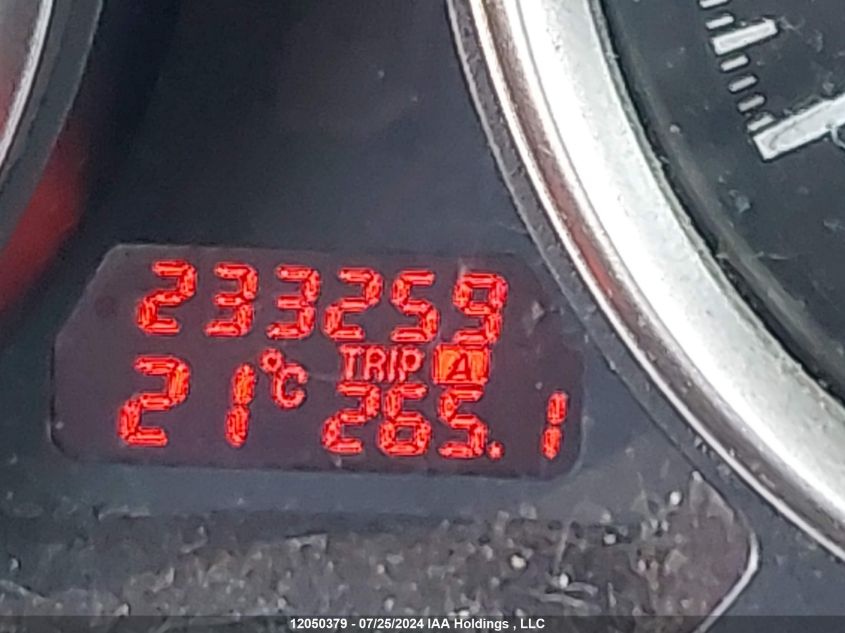 233259
TRIP A
21°C 265.1
12050379 - 07/25/2024 IAA Holdings , LLC